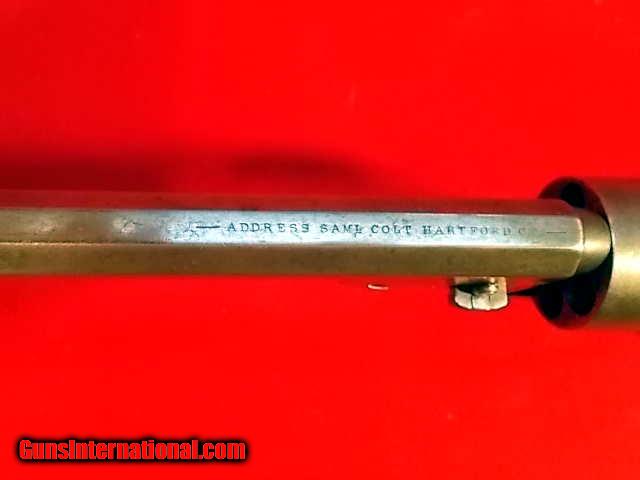 ADDRESS SAML COLT HARTFORD C
GunsInternational.com